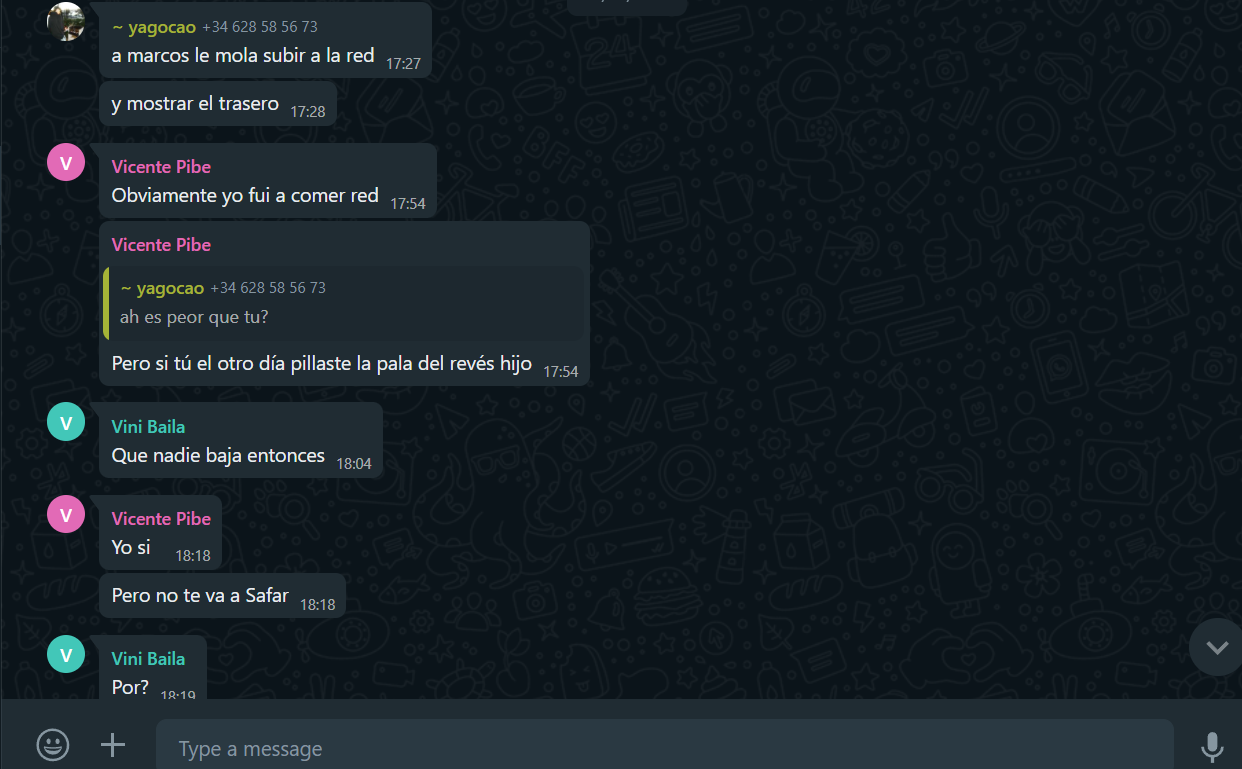 ~ yagocao +34 628 58 56 73
a marcos le mola subir a la red 17:27
y mostrar el trasero 17:28
V
Vicente Pibe
Obviamente yo fui a comer red 17:54
Vicente Pibe
~ yagocao +34 628 58 56 73
ah es peor que tu?
Pero si tú el otro día pillaste la pala del revés hijo 17:54
V
Vini Baila
Que nadie baja entonces 18:04
V
Vicente Pibe
Yo si 18:18
Pero no te va a Safar 18:18
V
Vini Baila
Por? 18:19
Type a message